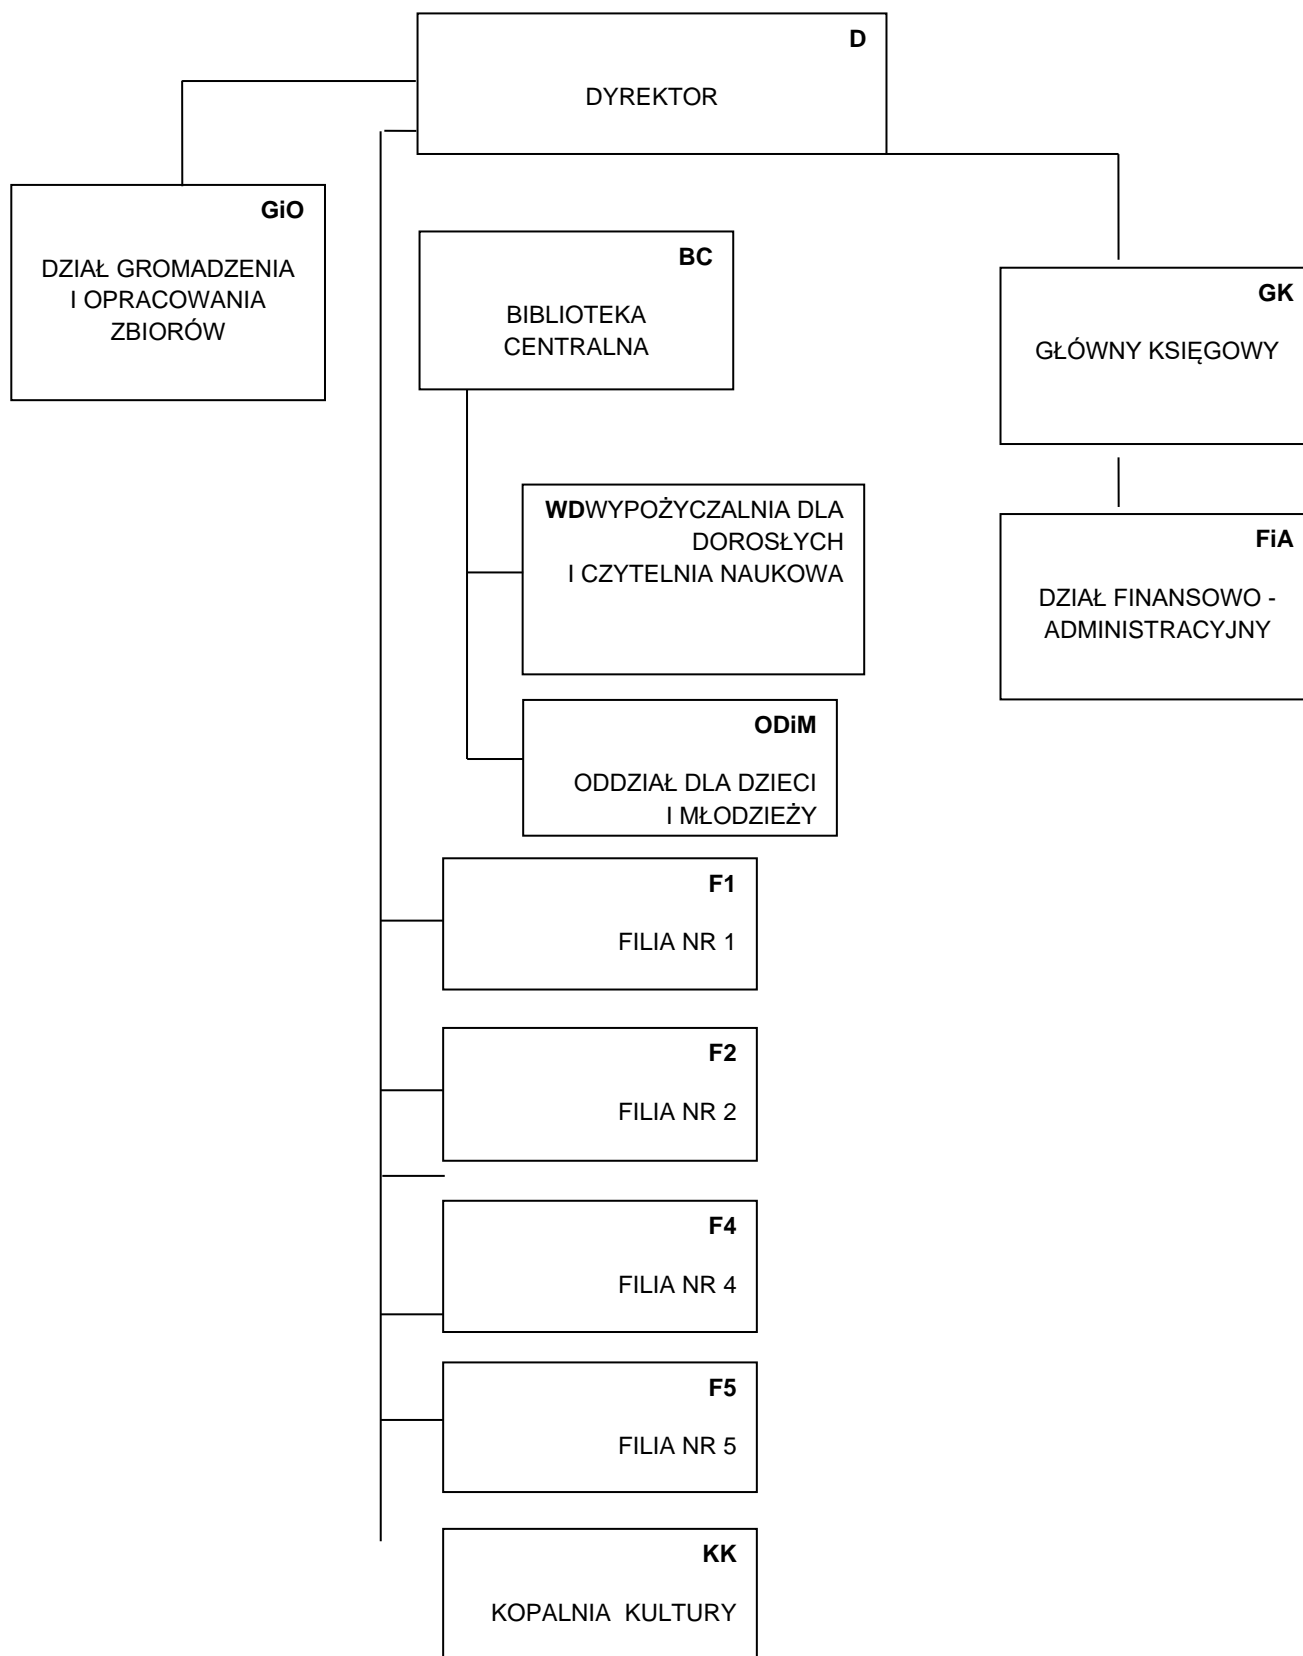 D
DYREKTOR
GiO
DZIAŁ GROMADZENIA
I OPRACOWANIA
ZBIORÓW
BC
BIBLIOTEKA
CENTRALNA
GK
GŁÓWNY KSIĘGOWY
WDWYPOŻYCZALNIA DLA
DOROSŁYCH
I CZYTELNIA NAUKOWA
FiA
DZIAŁ FINANSOWO -
ADMINISTRACYJNY
ODiM
ODDZIAŁ DLA DZIECI
I MŁODZIEŻY
F1
FILIA NR 1
F2
FILIA NR 2
F4
FILIA NR 4
F5
FILIA NR 5
KK
KOPALNIA  KULTURY